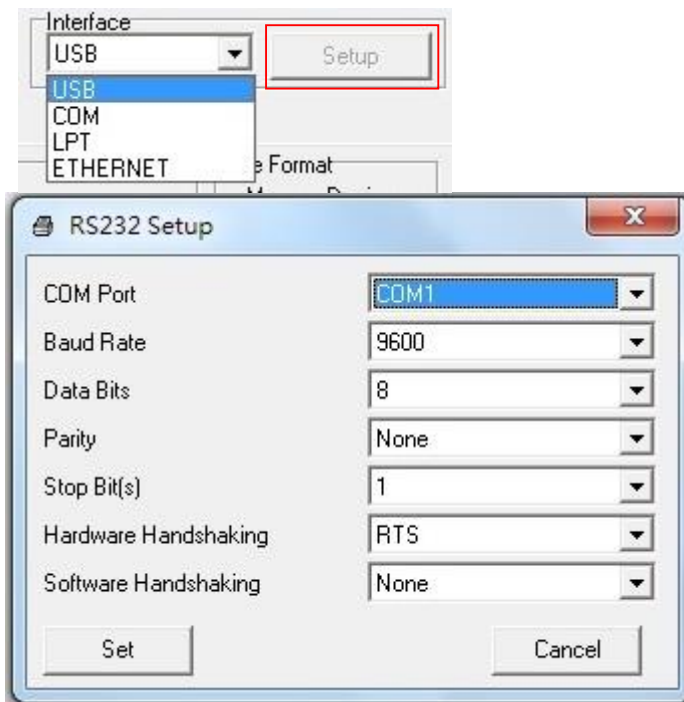 Interface
USB Setup
USB
COM
LPT
ETHERNET e Format
RS232 Setup
COM Port COM1
Baud Rate 9600
Data Bits 8
Parity None
Stop Bit(s) 1
Hardware Handshaking RTS
Software Handshaking None
Set Cancel